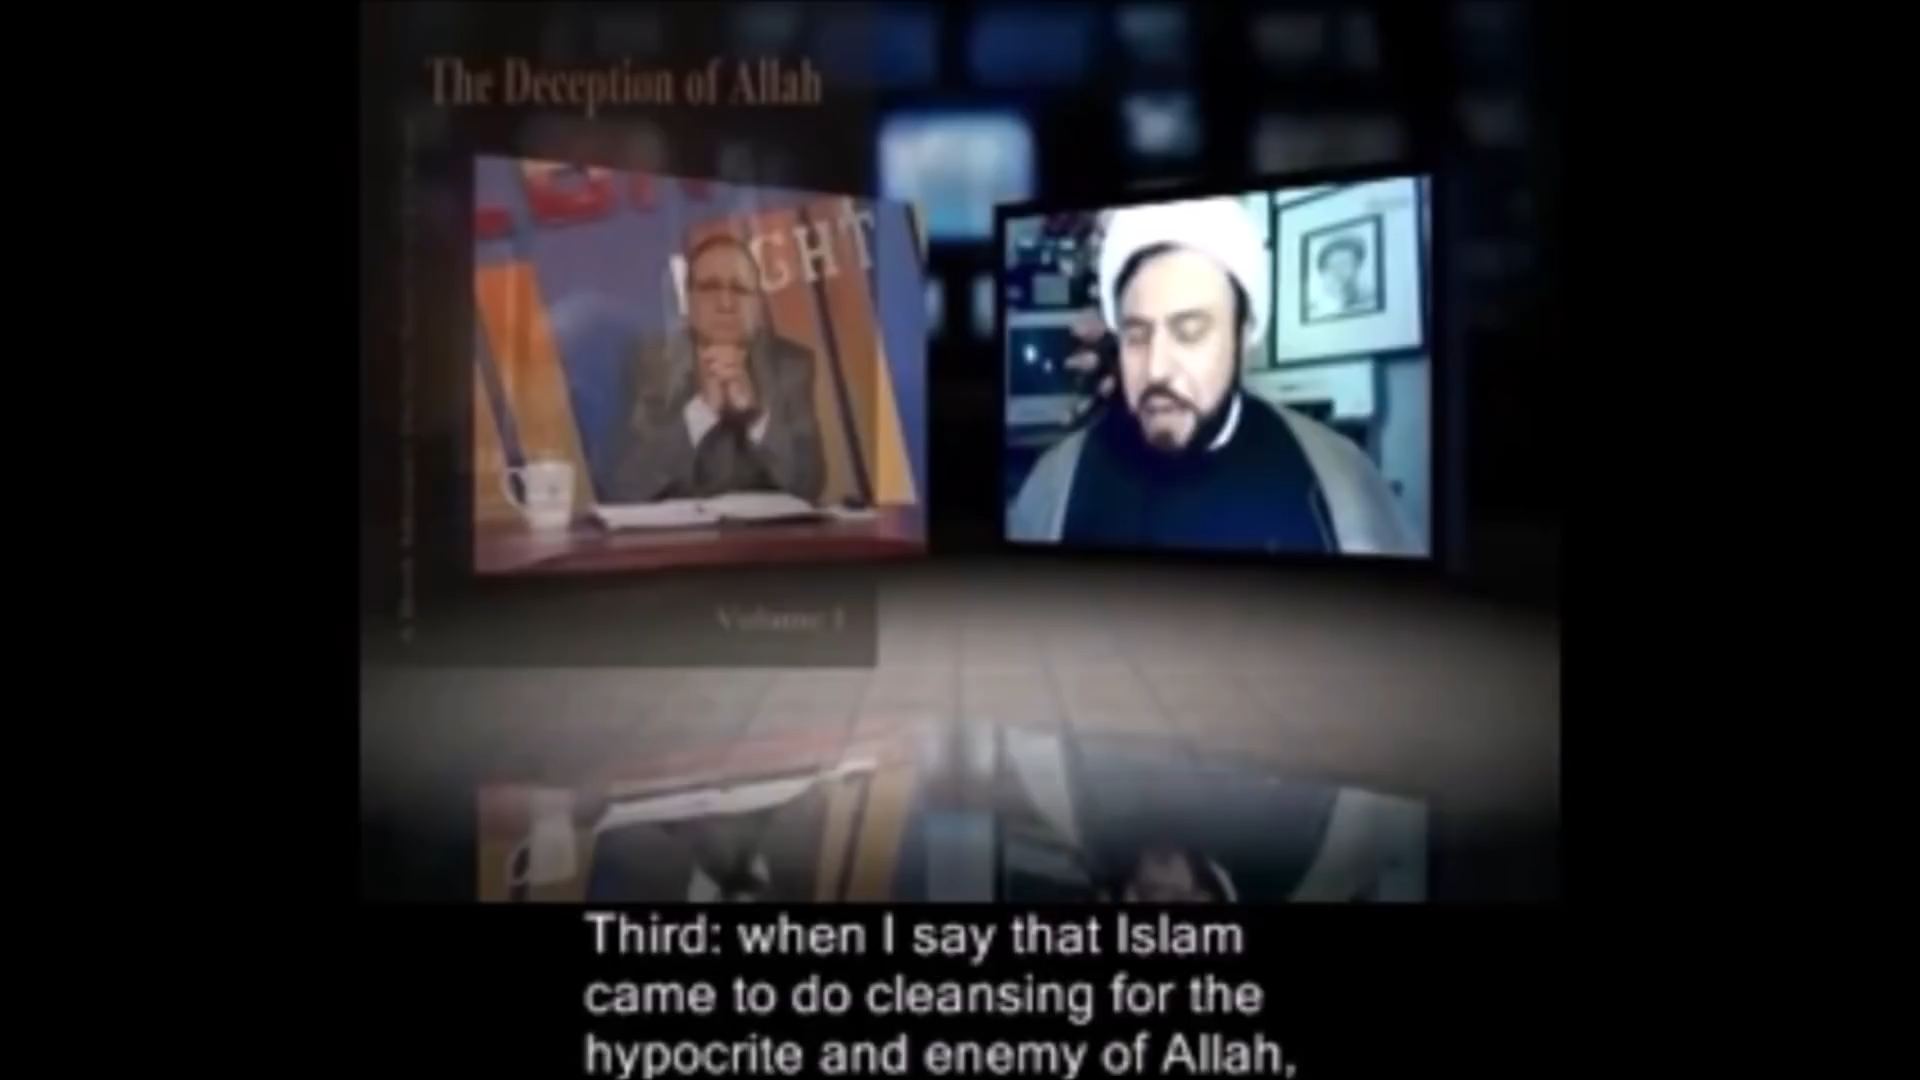 The Deception of Allah
GHT
Volume 1
Third: when I say that Islam
came to do cleansing for the
hypocrite and enemy of Allah,